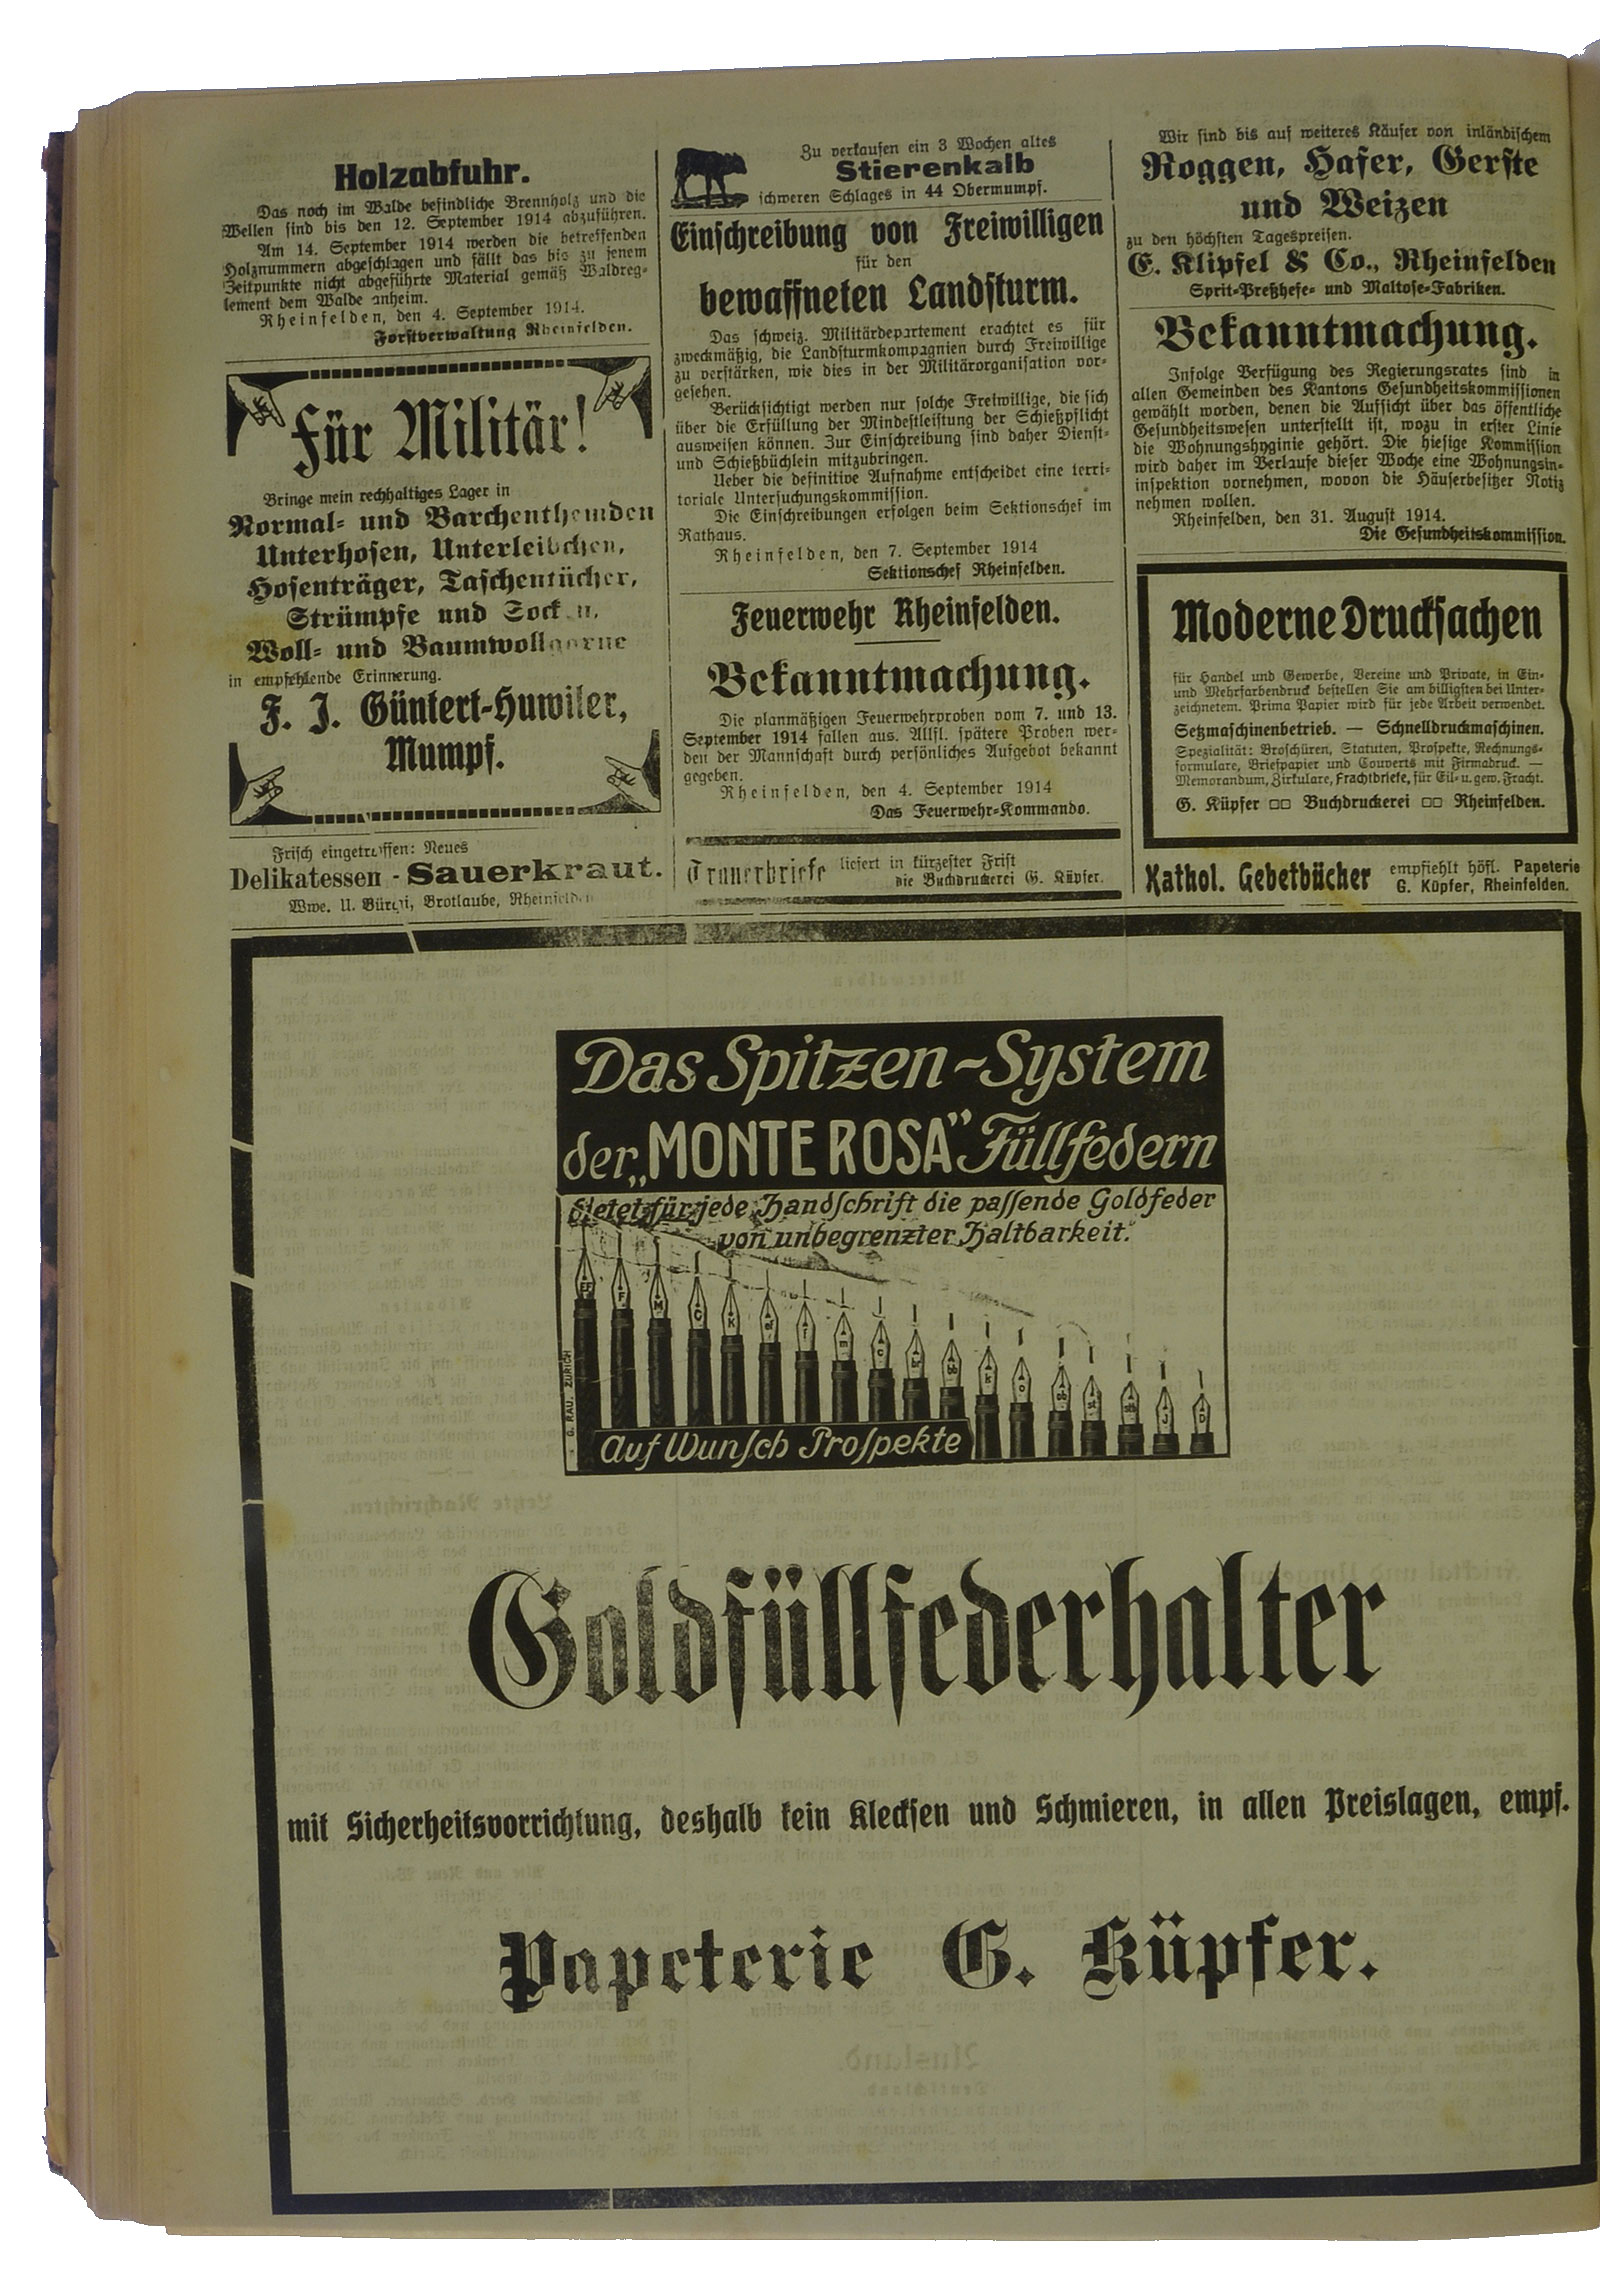 Holzabfuhr.
Das noch im Walde befindliche Brennholz und die
Wellen sind bis den 12. September 1914 abzuführen.
Am 14. September 1914 werden die betreffenden
Holznummern abgeschlagen und fällt das bis zu jenem
Zeitpunkte nicht abgeführte Material gemäß Waldreg-
lement dem Walde anheim.
Rheinfelden, den 4. September 1914.
Forstverwaltung Rheinfelden.
Für Militär!
Bringe mein rechhaltiges Lager in
Normal- und Barchenthemden
Unterhosen, Unterleibchen,
Hosenträger, Taschentücher,
Strümpfe und Socken,
Woll- und Baumwollgarne
in empfehlende Erinnerung.
F. J. Güntert-Huwiler,
Mumpf.
Frisch eingetroffen: Neues
Delikatessen - Sauerkraut.
Wwe. U. Bürgi, Brotlaube, Rheinfelden
Zu verkaufen ein 3 Wochen altes
Stierenkalb
schweren Schlages in 44 Obermumpf.
Einschreibung von Freiwilligen
für den
bewaffneten Landsturm.
Das schweiz. Militärdepartement erachtet es für
zweckmäßig, die Landsturmkompagnien durch Freiwillige
zu verstärken, wie dies in der Militärorganisation vor-
gesehen.
Berücksichtigt werden nur solche Freiwillige, die sich
über die Erfüllung der Mindestleistung der Schießpflicht
ausweisen können. Zur Einschreibung sind daher Dienst-
und Schießbüchlein mitzubringen.
Ueber die definitive Aufnahme entscheidet eine terri-
toriale Untersuchungskommission.
Die Einschreibungen erfolgen beim Sektionschef im
Rathaus.
Rheinfelden, den 7. September 1914
Sektionschef Rheinfelden.
Feuerwehr Rheinfelden.
Bekanntmachung.
Die planmäßigen Feuerwehrproben vom 7. und 13.
September 1914 fallen aus. Allfl. spätere Proben wer-
den der Mannschaft durch persönliches Aufgebot bekannt
gegeben.
Rheinfelden, den 4. September 1914
Das Feuerwehr-Kommando.
Trauerbriefe liefert in kürzester Frist
die Buchdruckerei G. Küpfer.
Wir sind bis auf weiteres Käufer von inländischem
Roggen, Hafer, Gerste
und Weizen
zu den höchsten Tagespreisen.
E. Klipfel & Co., Rheinfelden
Sprit-Preßhefe- und Maltose-Fabriken.
Bekanntmachung.
Infolge Verfügung des Regierungsrates sind in
allen Gemeinden des Kantons Gesundheitskommissionen
gewählt worden, denen die Aufsicht über das öffentliche
Gesundheitswesen unterstellt ist, wozu in erster Linie
die Wohnungshyginie gehört. Die hiesige Kommission
wird daher im Verlaufe dieser Woche eine Wohnungsin-
inspektion vornehmen, wovon die Häuserbesitzer Notiz
nehmen wollen.
Rheinfelden, den 31. August 1914.
Die Gesundheitskommission.
Moderne Drucksachen
für Handel und Gewerbe, Vereine und Private, in Ein-
und Mehrfarbendruck bestellen Sie am billigsten bei Unter-
zeichnetem. Prima Papier wird für jede Arbeit verwendet.
Setzmaschinenbetrieb. — Schnelldruckmaschinen.
Spezialität: Broschüren, Statuten, Prospekte, Rechnungs-
formulare, Briefpapier und Couverts mit Firmadruck. —
Memorandum, Zirkulare, Frachtbriefe, für Eil- u. gew. Fracht.
G. Küpfer □□ Buchdruckerei □□ Rheinfelden.
Kathol. Gebetbücher empfiehlt höfl. Papeterie
G. Küpfer, Rheinfelden.
Das Spitzen-System
der „MONTE ROSA" Füllfedern
bietet für jede Handschrift die passende Goldfeder
von unbegrenzter Haltbarkeit.
EF F M G K ef f m
G. RAU. ZÜRICH
Auf Wunsch Prospekte
Goldfüllfederhalter
mit Sicherheitsvorrichtung, deshalb kein Klecksen und Schmieren, in allen Preislagen, empf.
Papeterie G. Küpfer.